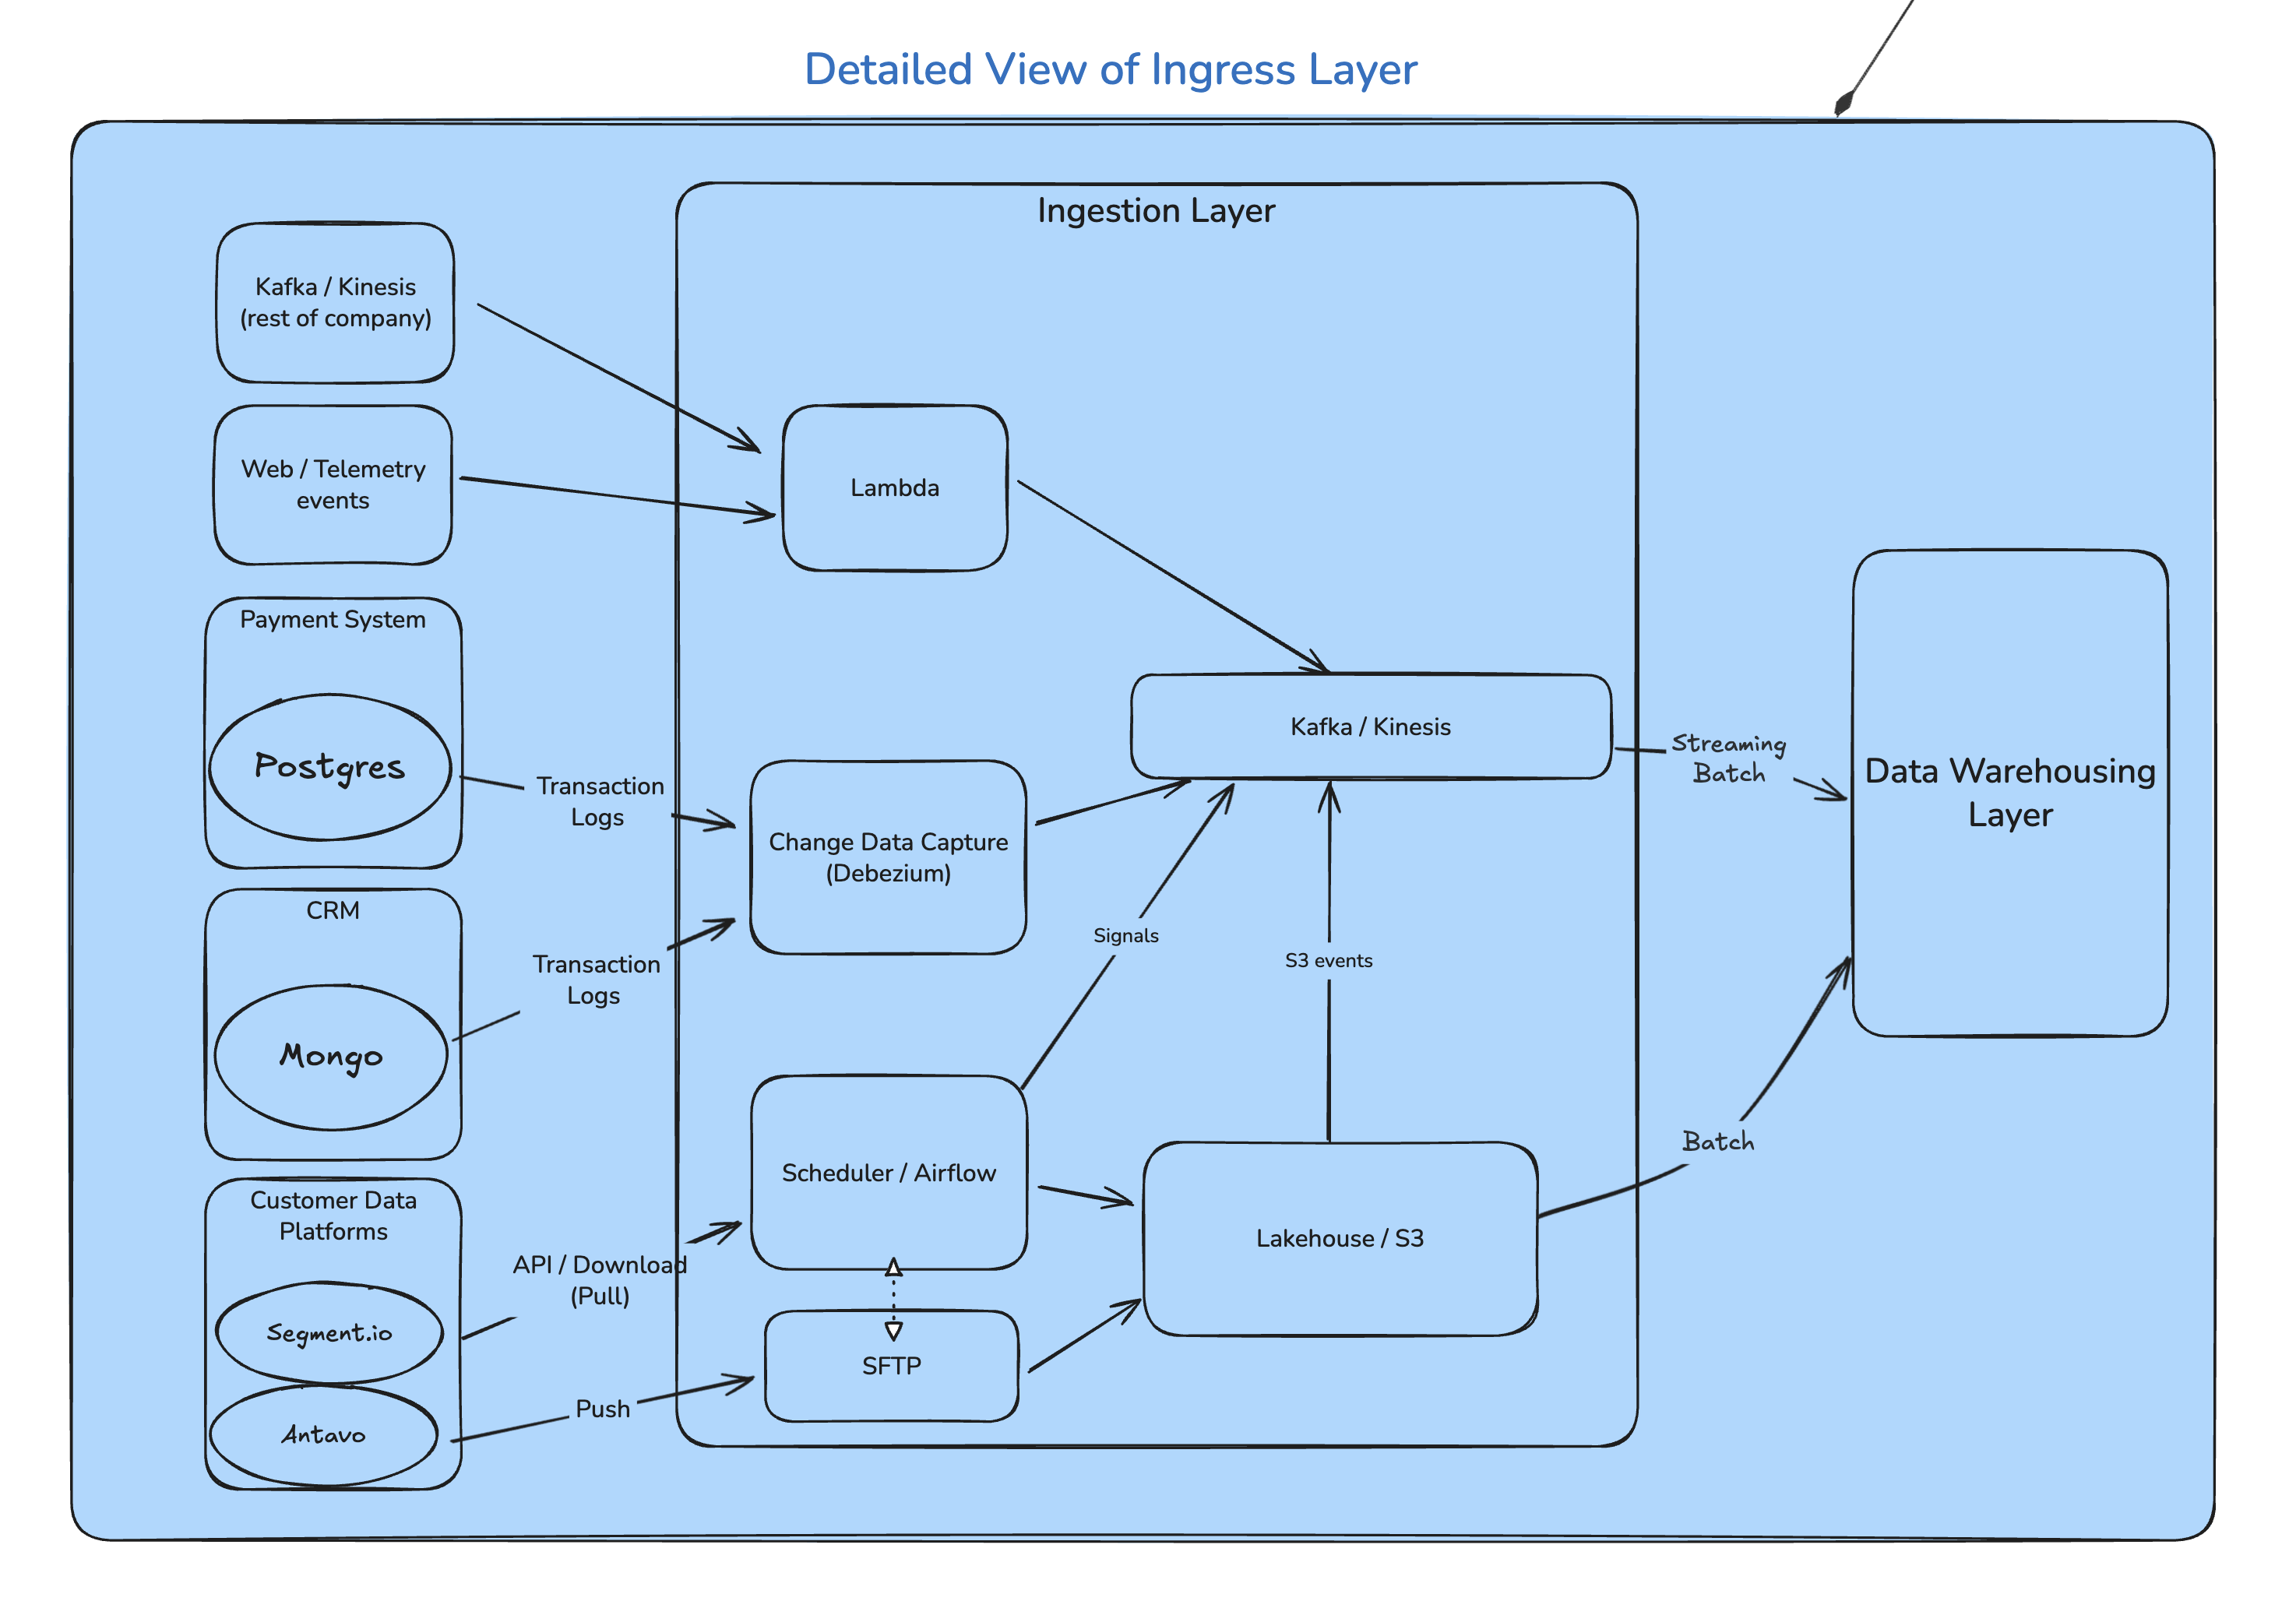 Detailed View of Ingress Layer
Ingestion Layer
Kafka / Kinesis
(rest of company)
Web / Telemetry
events
Lambda
Payment System
Postgres
Transaction
Logs
Kafka / Kinesis
Streaming
Batch
Data Warehousing
Layer
Change Data Capture
(Debezium)
CRM
Mongo
Transaction
Logs
Signals
S3 events
Customer Data
Platforms
Segment.io
Antavo
API / Download
(Pull)
Push
Scheduler / Airflow
SFTP
Lakehouse / S3
Batch